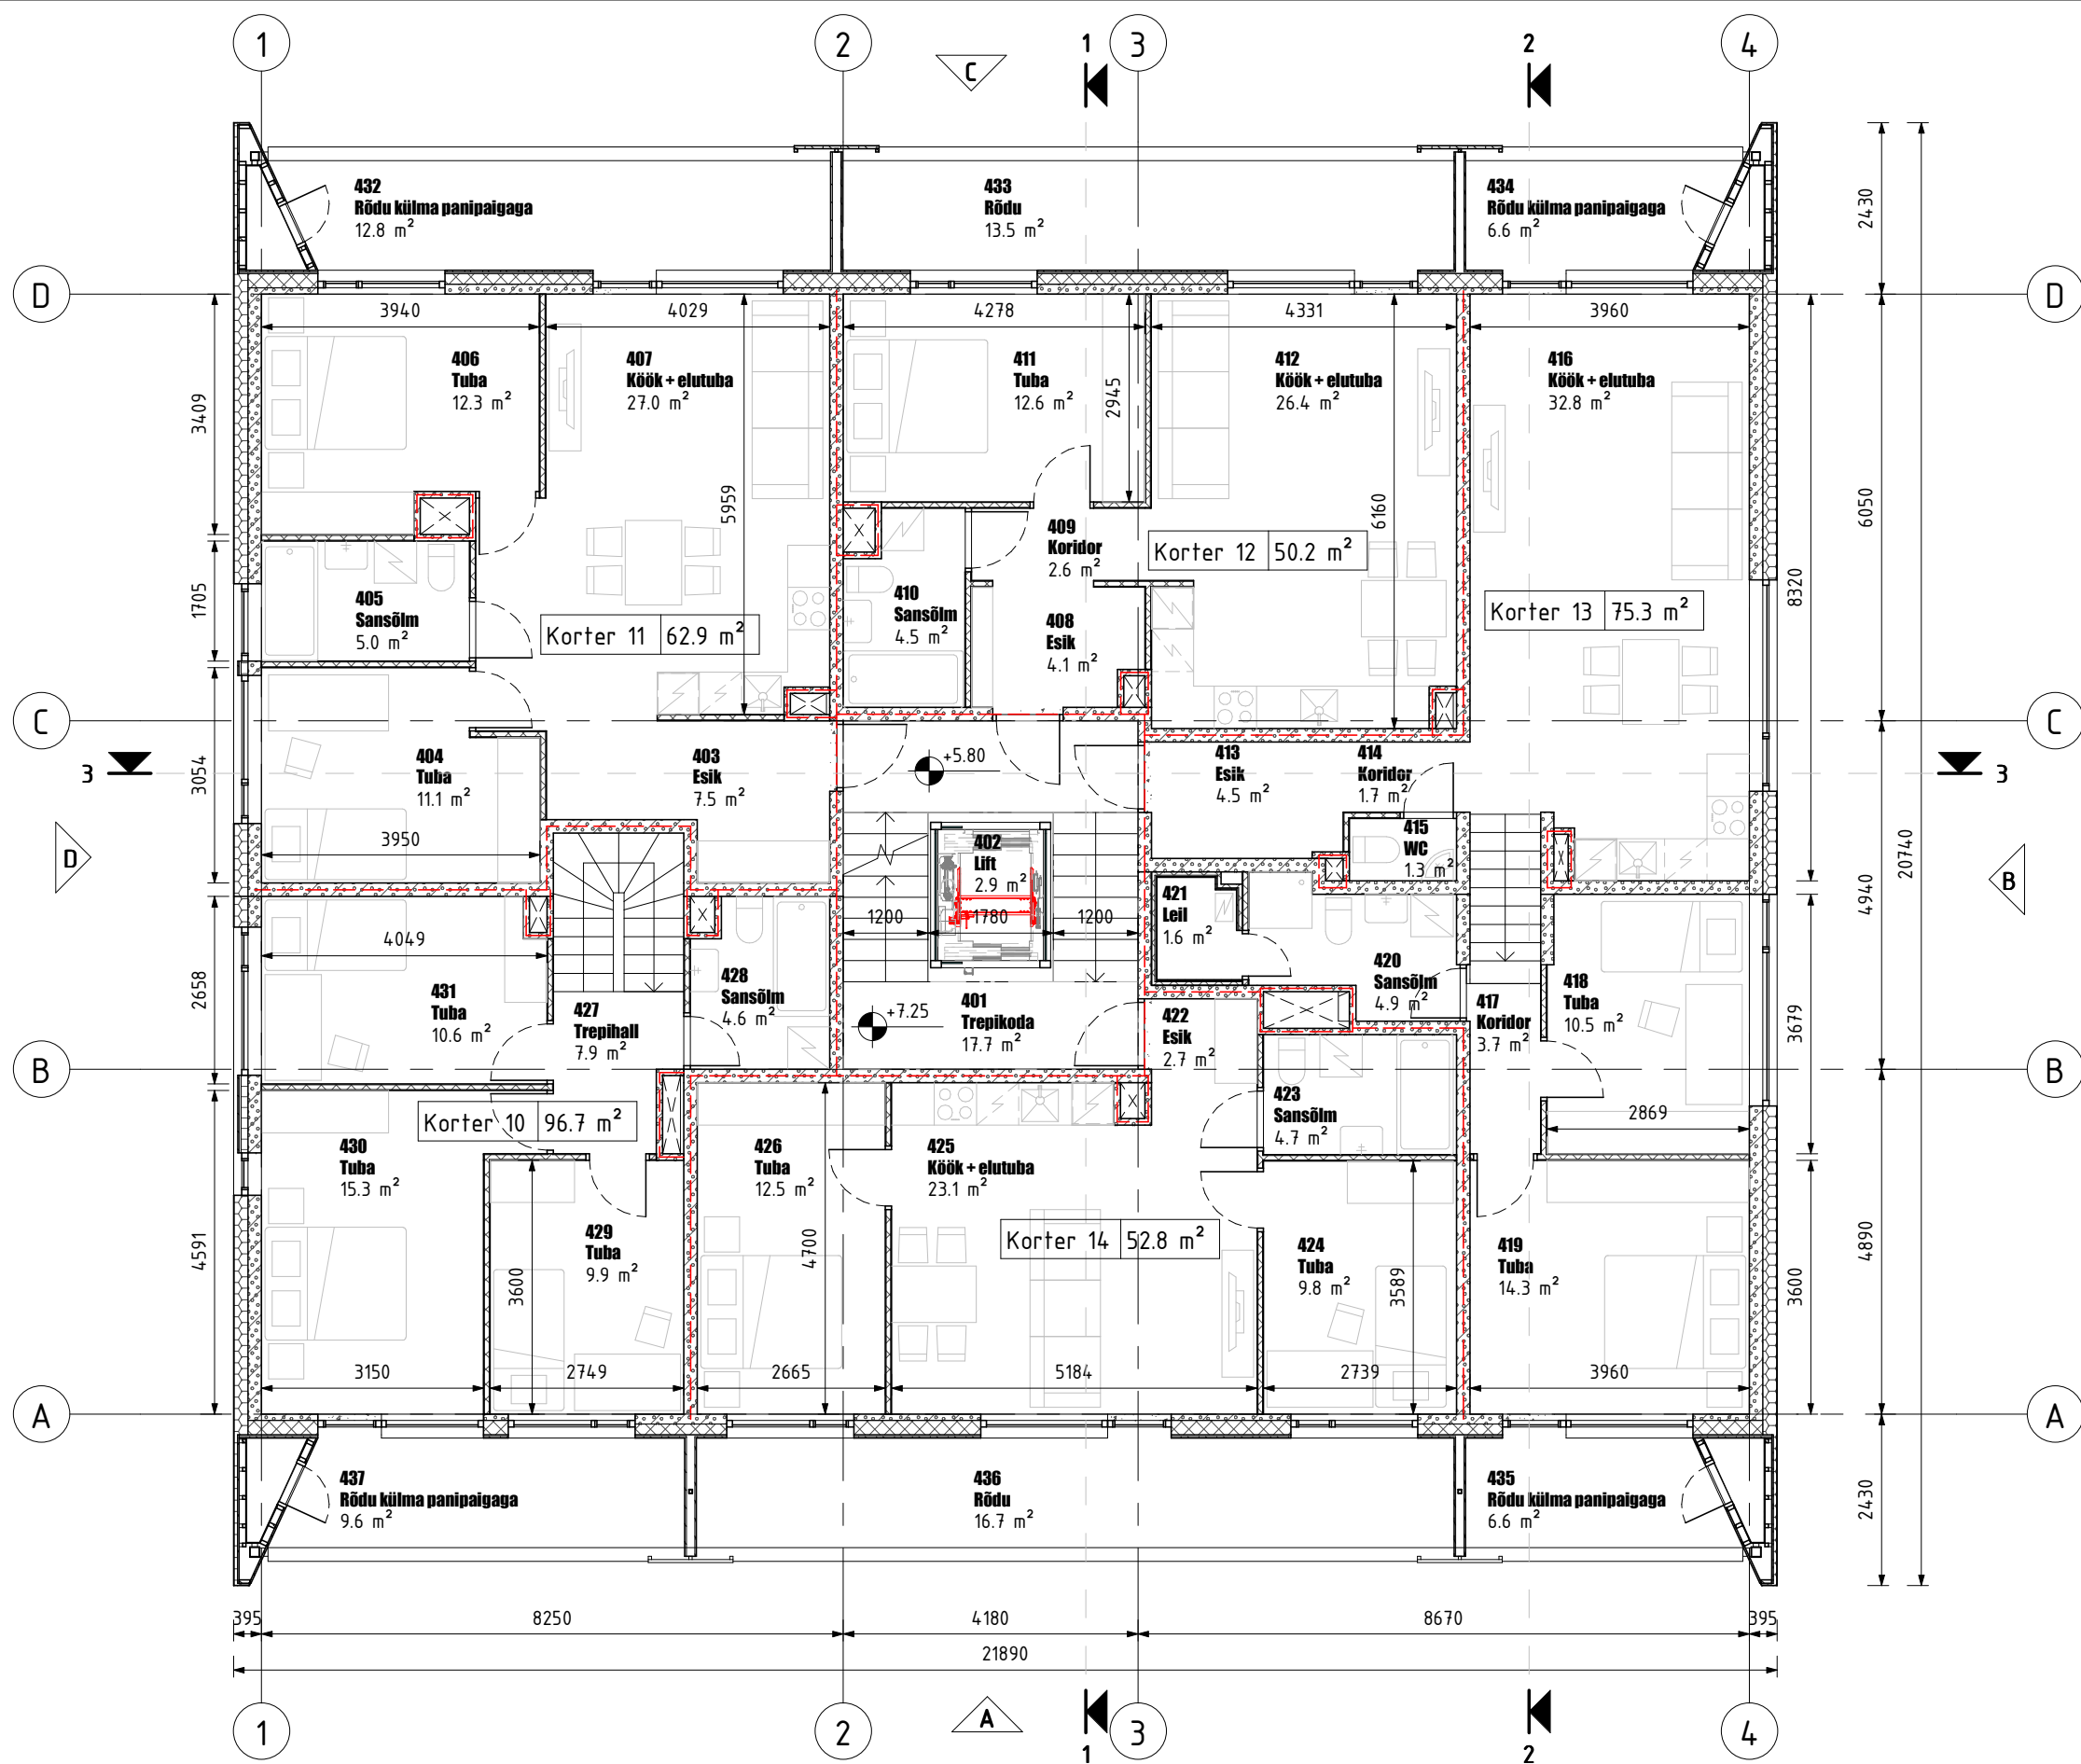 1
2
1
3
2
4
C
432
Rõdu külma panipaigaga
12.8 m²
433
Rõdu
13.5 m²
434
Rõdu külma panipaigaga
6.6 m²
2430
D
D
3940
4029
4278
4331
3960
406
Tuba
12.3 m²
407
Köök + elutuba
27.0 m²
411
Tuba
12.6 m²
412
Köök + elutuba
26.4 m²
416
Köök + elutuba
32.8 m²
3409
2945
5959
6160
6050
8320
409
Koridor
2.6 m²
Korter 12 50.2 m²
405
Sansõlm
5.0 m²
1705
Korter 11 62.9 m²
410
Sansõlm
4.5 m²
408
Esik
4.1 m²
Korter 13 75.3 m²
C
C
3
3
404
Tuba
11.1 m²
3054
3950
403
Esik
7.5 m²
+5.80
413
Esik
4.5 m²
414
Koridor
1.7 m²
415
WC
1.3 m²
402
Lift
2.9 m²
D
B
20740
4940
1200
1780
1200
421
Leil
1.6 m²
4049
2658
431
Tuba
10.6 m²
427
Trepihall
7.9 m²
428
Sansõlm
4.6 m²
+7.25
401
Trepikoda
17.7 m²
422
Esik
2.7 m²
420
Sansõlm
4.9 m²
417
Koridor
3.7 m²
418
Tuba
10.5 m²
3679
B
B
Korter 10 96.7 m²
423
Sansõlm
4.7 m²
2869
430
Tuba
15.3 m²
426
Tuba
12.5 m²
425
Köök + elutuba
23.1 m²
429
Tuba
9.9 m²
Korter 14 52.8 m²
424
Tuba
9.8 m²
419
Tuba
14.3 m²
4591
3600
4700
3589
3600
4890
3150
2749
2665
5184
2739
3960
A
A
437
Rõdu külma panipaigaga
9.6 m²
436
Rõdu
16.7 m²
435
Rõdu külma panipaigaga
6.6 m²
2430
395
8250
4180
8670
395
21890
1
2
A
1
3
2
4